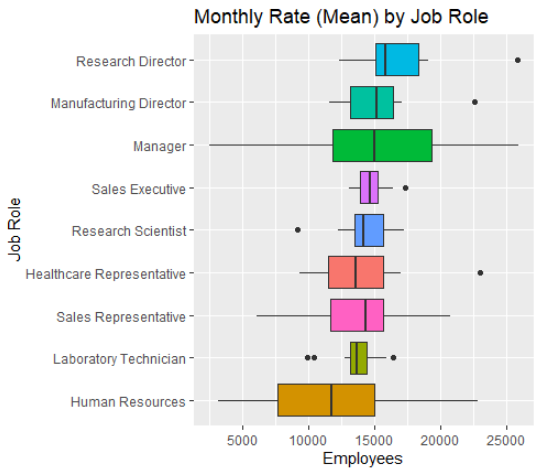 Monthly Rate (Mean) by Job Role
Research Director
Manufacturing Director
Manager
Sales Executive
Research Scientist
Healthcare Representative
Sales Representative
Laboratory Technician
Human Resources
Job Role
5000 10000 15000 20000 25000
Employees